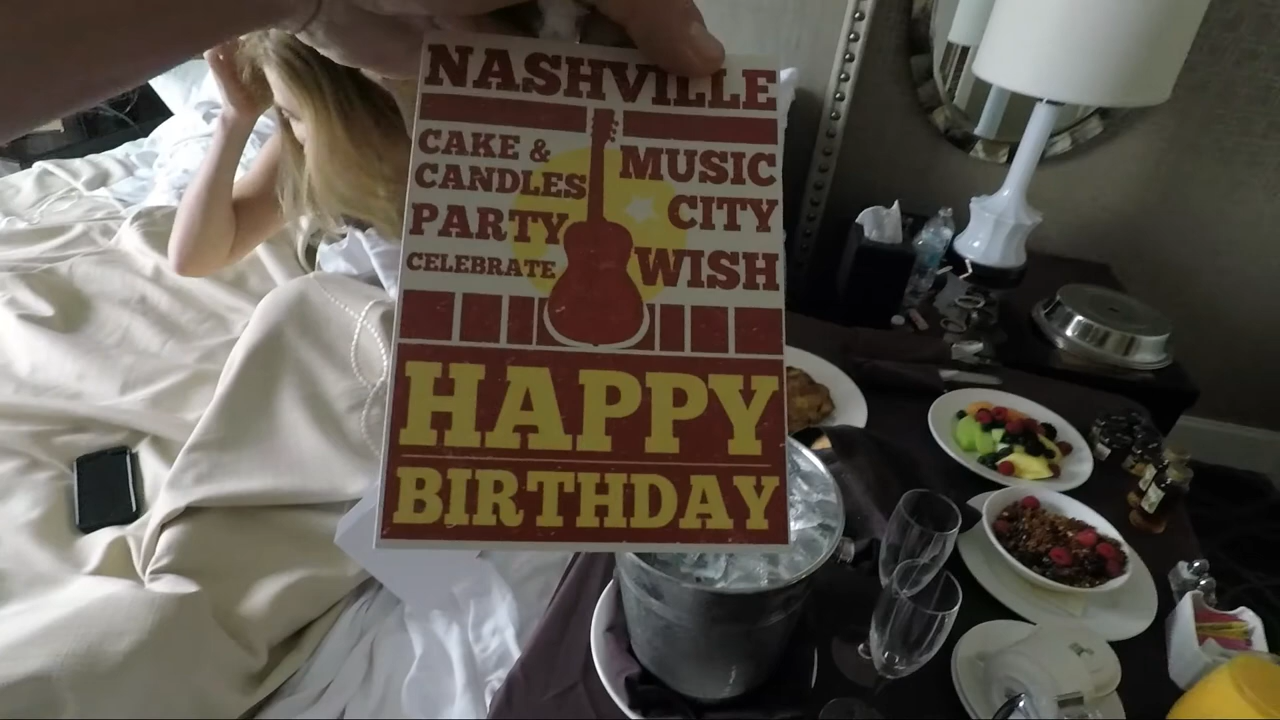 NASHVILLE
CAKE &
CANDLES
PARTY
CELEBRATE
MUSIC
CITY
WISH
HAPPY
BIRTHDAY